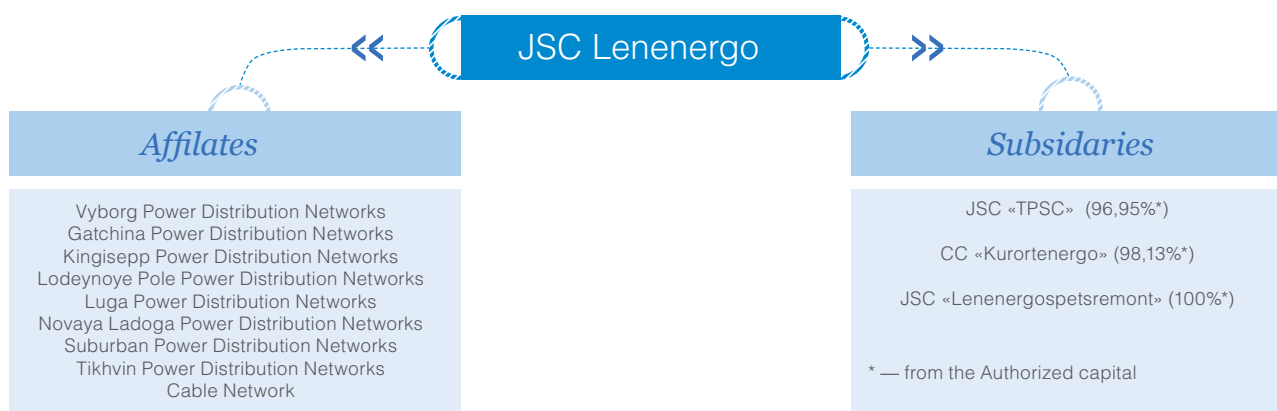 JSC Lenenergo
Affilates
Vyborg Power Distribution Networks
Gatchina Power Distribution Networks
Kingisepp Power Distribution Networks
Lodeynoye Pole Power Distribution Networks
Luga Power Distribution Networks
Novaya Ladoga Power Distribution Networks
Suburban Power Distribution Networks
Tikhvin Power Distribution Networks
Cable Network
Subsidaries
JSC «TPSC» (96,95%*)
CC «Kurortenergo» (98,13%*)
JSC «Lenenergospetsremont» (100%*)
* — from the Authorized capital